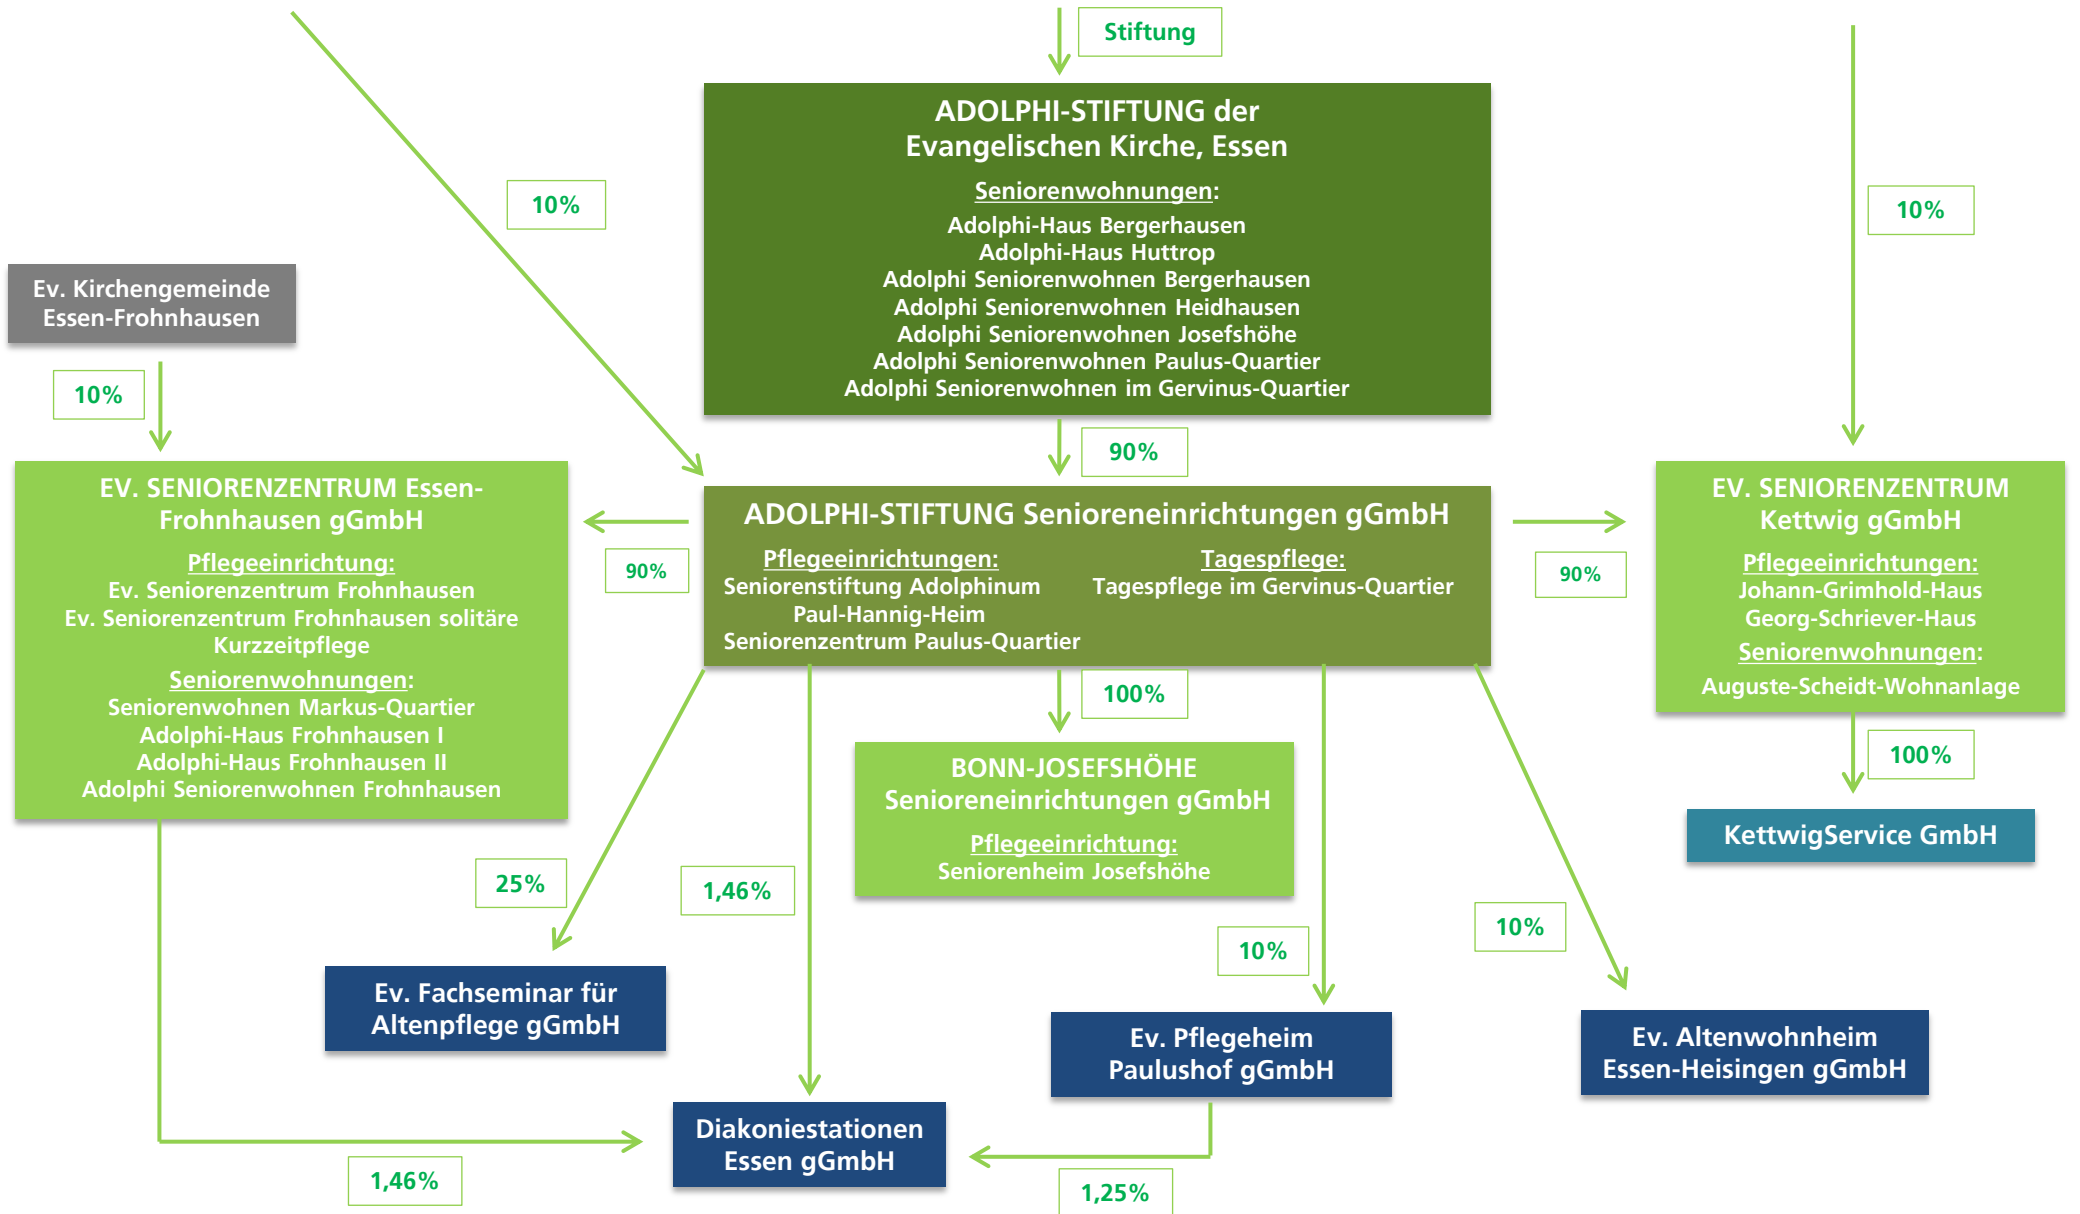 Stiftung
ADOLPHI-STIFTUNG der
Evangelischen Kirche, Essen
Seniorenwohnungen:
Adolphi-Haus Bergerhausen
Adolphi-Haus Huttrop
Adolphi Seniorenwohnen Bergerhausen
Adolphi Seniorenwohnen Heidhausen
Adolphi Seniorenwohnen Josefshöhe
Adolphi Seniorenwohnen Paulus-Quartier
Adolphi Seniorenwohnen im Gervinus-Quartier
10%
10%
Ev. Kirchengemeinde
Essen-Frohnhausen
10%
90%
EV. SENIORENZENTRUM Essen-
Frohnhausen gGmbH
Pflegeeinrichtung:
Ev. Seniorenzentrum Frohnhausen
Ev. Seniorenzentrum Frohnhausen solitäre
Kurzzeitpflege
Seniorenwohnungen:
Seniorenwohnen Markus-Quartier
Adolphi-Haus Frohnhausen I
Adolphi-Haus Frohnhausen II
Adolphi Seniorenwohnen Frohnhausen
90%
ADOLPHI-STIFTUNG Senioreneinrichtungen gGmbH
Pflegeeinrichtungen:
Seniorenstiftung Adolphinum
Paul-Hannig-Heim
Seniorenzentrum Paulus-Quartier
Tagespflege:
Tagespflege im Gervinus-Quartier
90%
EV. SENIORENZENTRUM
Kettwig gGmbH
Pflegeeinrichtungen:
Johann-Grimhold-Haus
Georg-Schriever-Haus
Seniorenwohnungen:
Auguste-Scheidt-Wohnanlage
100%
100%
BONN-JOSEFSHÖHE
Senioreneinrichtungen gGmbH
Pflegeeinrichtung:
Seniorenheim Josefshöhe
KettwigService GmbH
25%
1,46%
10%
10%
Ev. Fachseminar für
Altenpflege gGmbH
Ev. Pflegeheim
Paulushof gGmbH
Ev. Altenwohnheim
Essen-Heisingen gGmbH
Diakoniestationen
Essen gGmbH
1,46%
1,25%